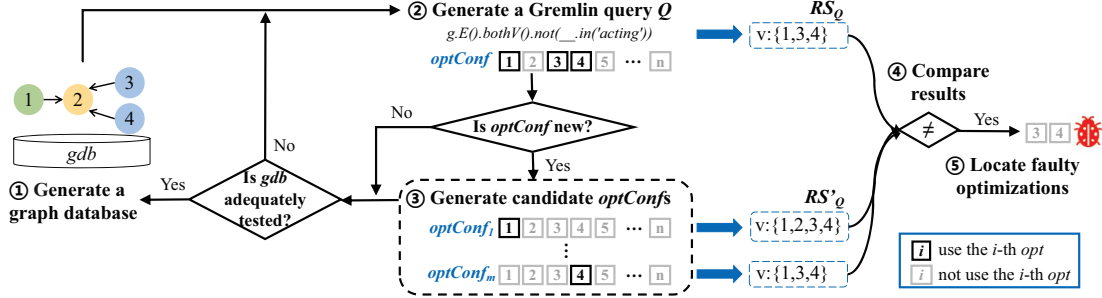 ② Generate a Gremlin query Q
g.E().bothV().not(__.in('acting'))
optConf 1 2 3 4 5 ... n
RS_Q
v:{1,3,4}
1 2 3 4
gdb
① Generate a
graph database
Is optConf new?
No
Yes
Is gdb
adequately
tested?
No
Yes
③ Generate candidate optConfs
optConf_1 1 2 3 4 5 ... n
⋮
optConf_m 1 2 3 4 5 ... n
RS'_Q
v:{1,2,3,4}
v:{1,3,4}
④ Compare
results
≠
Yes
3 4
⑤ Locate faulty
optimizations
i use the i-th opt
i not use the i-th opt